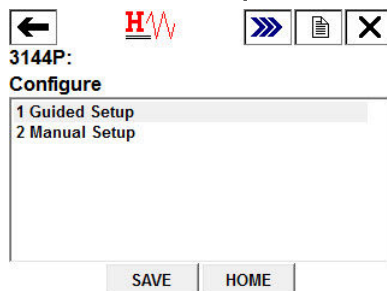 H
3144P:
Configure
1 Guided Setup
2 Manual Setup
SAVE HOME